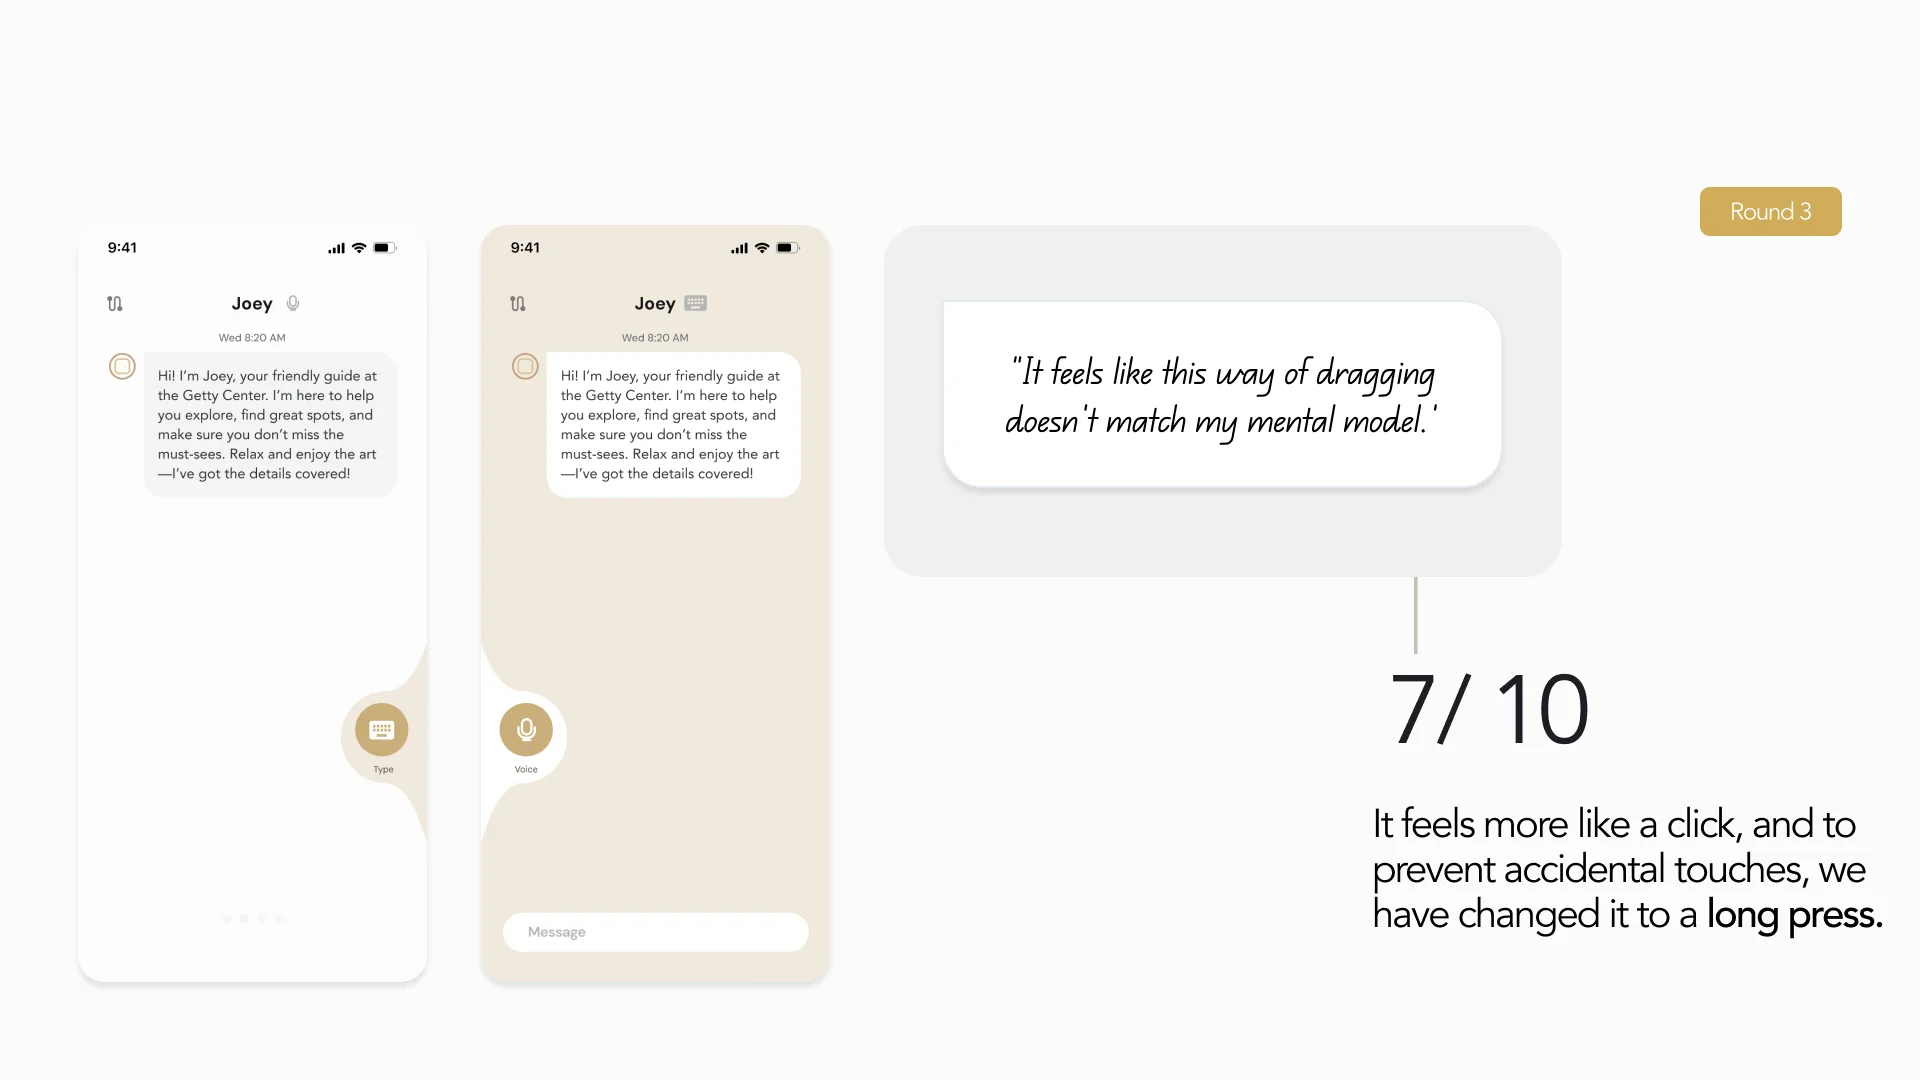 Round 3
9:41
Joey
Wed 8:20 AM
Hi! I’m Joey, your friendly guide at
the Getty Center. I’m here to help
you explore, find great spots, and
make sure you don’t miss the
must-sees. Relax and enjoy the art
—I’ve got the details covered!
Type
9:41
Joey
Wed 8:20 AM
Hi! I’m Joey, your friendly guide at
the Getty Center. I’m here to help
you explore, find great spots, and
make sure you don’t miss the
must-sees. Relax and enjoy the art
—I’ve got the details covered!
Voice
Message
"It feels like this way of dragging
doesn't match my mental model.'
7/ 10
It feels more like a click, and to
prevent accidental touches, we
have changed it to a long press.